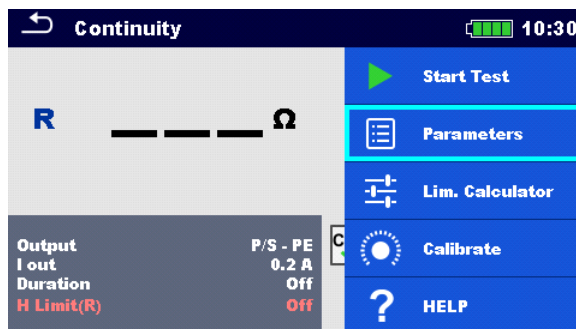 Continuity 10:30
Start Test
R _ _ _ Ω
Parameters
Lim. Calculator
Output P/S - PE
C
Calibrate
I out 0.2 A
Duration Off
H Limit(R) Off
? HELP